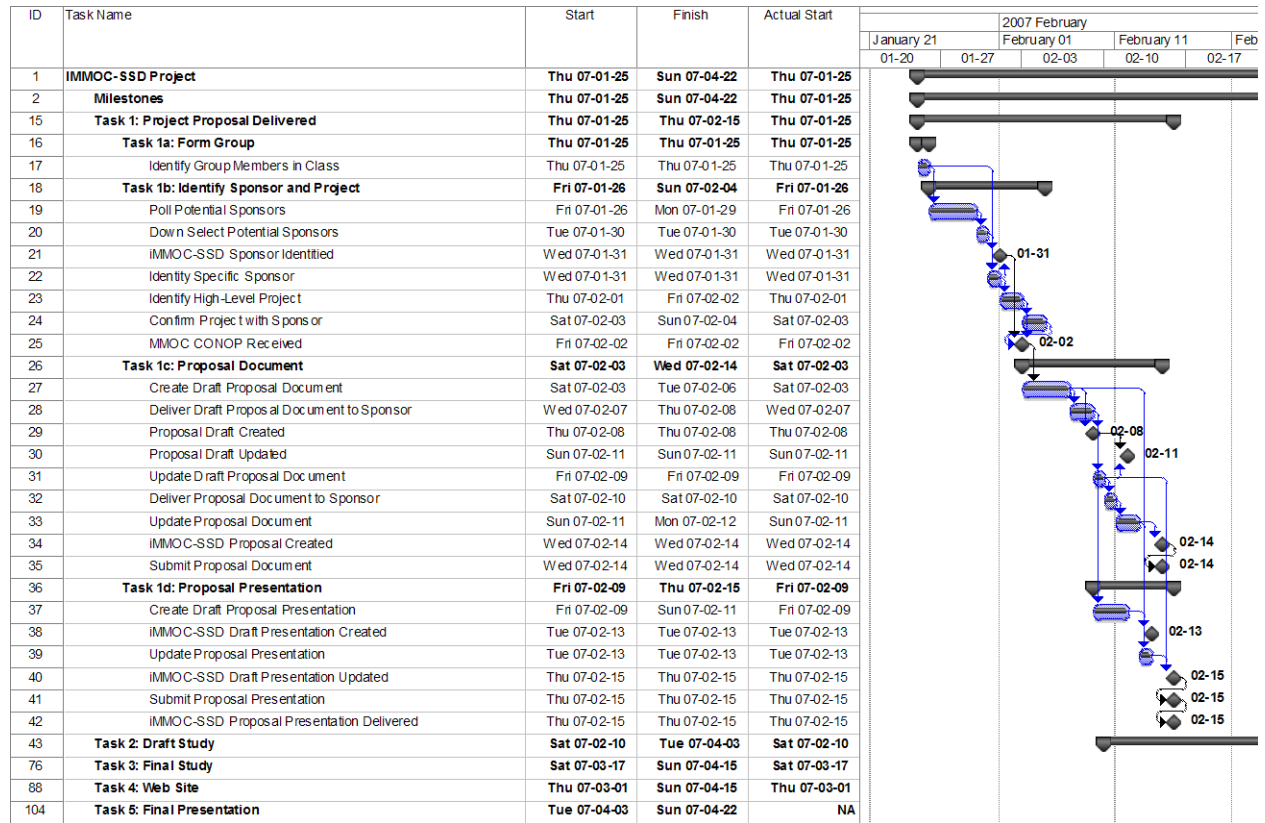 ID Task Name Start Finish Actual Start
2007 February
January 21 February 01 February 11 Feb
01-20 01-27 02-03 02-10 02-17
1 IMMOC-SSD Project Thu 07-01-25 Sun 07-04-22 Thu 07-01-25
2 Milestones Thu 07-01-25 Sun 07-04-22 Thu 07-01-25
15 Task 1: Project Proposal Delivered Thu 07-01-25 Thu 07-02-15 Thu 07-01-25
16 Task 1a: Form Group Thu 07-01-25 Thu 07-01-25 Thu 07-01-25
17 Identify Group Members in Class Thu 07-01-25 Thu 07-01-25 Thu 07-01-25
18 Task 1b: Identify Sponsor and Project Fri 07-01-26 Sun 07-02-04 Fri 07-01-26
19 Poll Potential Sponsors Fri 07-01-26 Mon 07-01-29 Fri 07-01-26
20 Down Select Potential Sponsors Tue 07-01-30 Tue 07-01-30 Tue 07-01-30
21 iMMOC-SSD Sponsor Identitied Wed 07-01-31 Wed 07-01-31 Wed 07-01-31 01-31
22 Identity Specific Sponsor Wed 07-01-31 Wed 07-01-31 Wed 07-01-31
23 Identify High-Level Project Thu 07-02-01 Fri 07-02-02 Thu 07-02-01
24 Confirm Project with Sponsor Sat 07-02-03 Sun 07-02-04 Sat 07-02-03
25 MMOC CONOP Received Fri 07-02-02 Fri 07-02-02 Fri 07-02-02 02-02
26 Task 1c: Proposal Document Sat 07-02-03 Wed 07-02-14 Sat 07-02-03
27 Create Draft Proposal Document Sat 07-02-03 Tue 07-02-06 Sat 07-02-03
28 Deliver Draft Proposal Document to Sponsor Wed 07-02-07 Thu 07-02-08 Wed 07-02-07
29 Proposal Draft Created Thu 07-02-08 Thu 07-02-08 Thu 07-02-08 02-08
30 Proposal Draft Updated Sun 07-02-11 Sun 07-02-11 Sun 07-02-11 02-11
31 Update Draft Proposal Document Fri 07-02-09 Fri 07-02-09 Fri 07-02-09
32 Deliver Proposal Document to Sponsor Sat 07-02-10 Sat 07-02-10 Sat 07-02-10
33 Update Proposal Document Sun 07-02-11 Mon 07-02-12 Sun 07-02-11
34 iMMOC-SSD Proposal Created Wed 07-02-14 Wed 07-02-14 Wed 07-02-14 02-14
35 Submit Proposal Document Wed 07-02-14 Wed 07-02-14 Wed 07-02-14 02-14
36 Task 1d: Proposal Presentation Fri 07-02-09 Thu 07-02-15 Fri 07-02-09
37 Create Draft Proposal Presentation Fri 07-02-09 Sun 07-02-11 Fri 07-02-09
38 iMMOC-SSD Draft Presentation Created Tue 07-02-13 Tue 07-02-13 Tue 07-02-13 02-13
39 Update Proposal Presentation Tue 07-02-13 Tue 07-02-13 Tue 07-02-13
40 iMMOC-SSD Draft Presentation Updated Thu 07-02-15 Thu 07-02-15 Thu 07-02-15 02-15
41 Submit Proposal Presentation Thu 07-02-15 Thu 07-02-15 Thu 07-02-15 02-15
42 iMMOC-SSD Proposal Presentation Delivered Thu 07-02-15 Thu 07-02-15 Thu 07-02-15 02-15
43 Task 2: Draft Study Sat 07-02-10 Tue 07-04-03 Sat 07-02-10
76 Task 3: Final Study Sat 07-03-17 Sun 07-04-15 Sat 07-03-17
88 Task 4: Web Site Thu 07-03-01 Sun 07-04-15 Thu 07-03-01
104 Task 5: Final Presentation Tue 07-04-03 Sun 07-04-22 NA